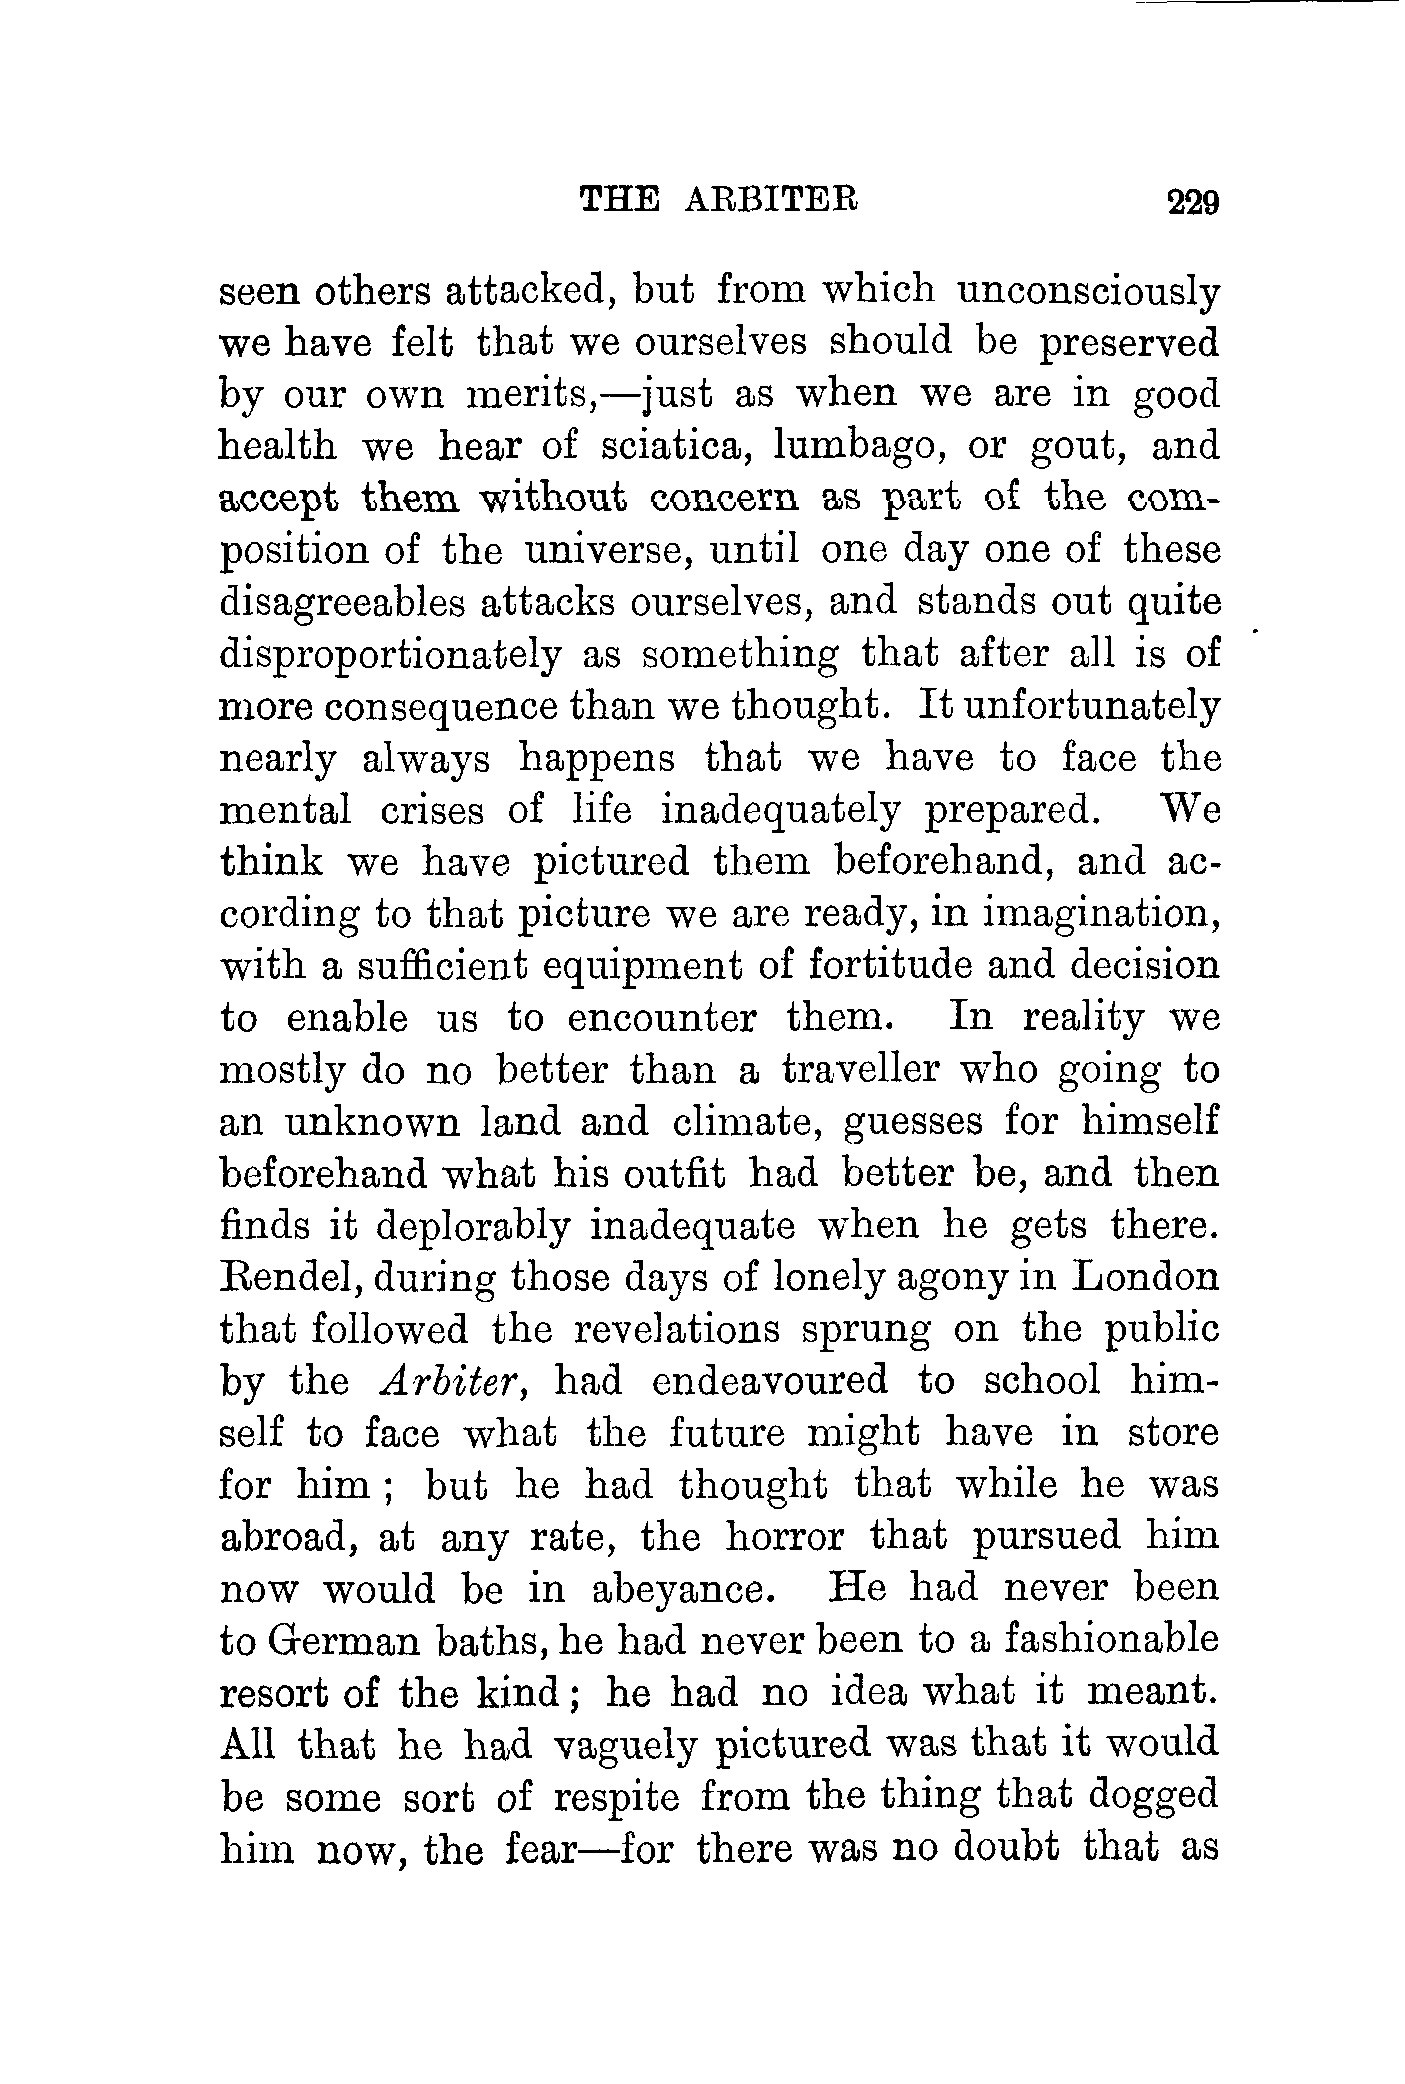 THE ARBITER 229
seen others attacked, but from which unconsciously
we have felt that we ourselves should be preserved
by our own merits,—just as when we are in good
health we hear of sciatica, lumbago, or gout, and
accept them without concern as part of the com-
position of the universe, until one day one of these
disagreeables attacks ourselves, and stands out quite
disproportionately as something that after all is of
more consequence than we thought. It unfortunately
nearly always happens that we have to face the
mental crises of life inadequately prepared. We
think we have pictured them beforehand, and ac-
cording to that picture we are ready, in imagination,
with a sufficient equipment of fortitude and decision
to enable us to encounter them. In reality we
mostly do no better than a traveller who going to
an unknown land and climate, guesses for himself
beforehand what his outfit had better be, and then
finds it deplorably inadequate when he gets there.
Rendel, during those days of lonely agony in London
that followed the revelations sprung on the public
by the Arbiter, had endeavoured to school him-
self to face what the future might have in store
for him ; but he had thought that while he was
abroad, at any rate, the horror that pursued him
now would be in abeyance. He had never been
to German baths, he had never been to a fashionable
resort of the kind ; he had no idea what it meant.
All that he had vaguely pictured was that it would
be some sort of respite from the thing that dogged
him now, the fear—for there was no doubt that as